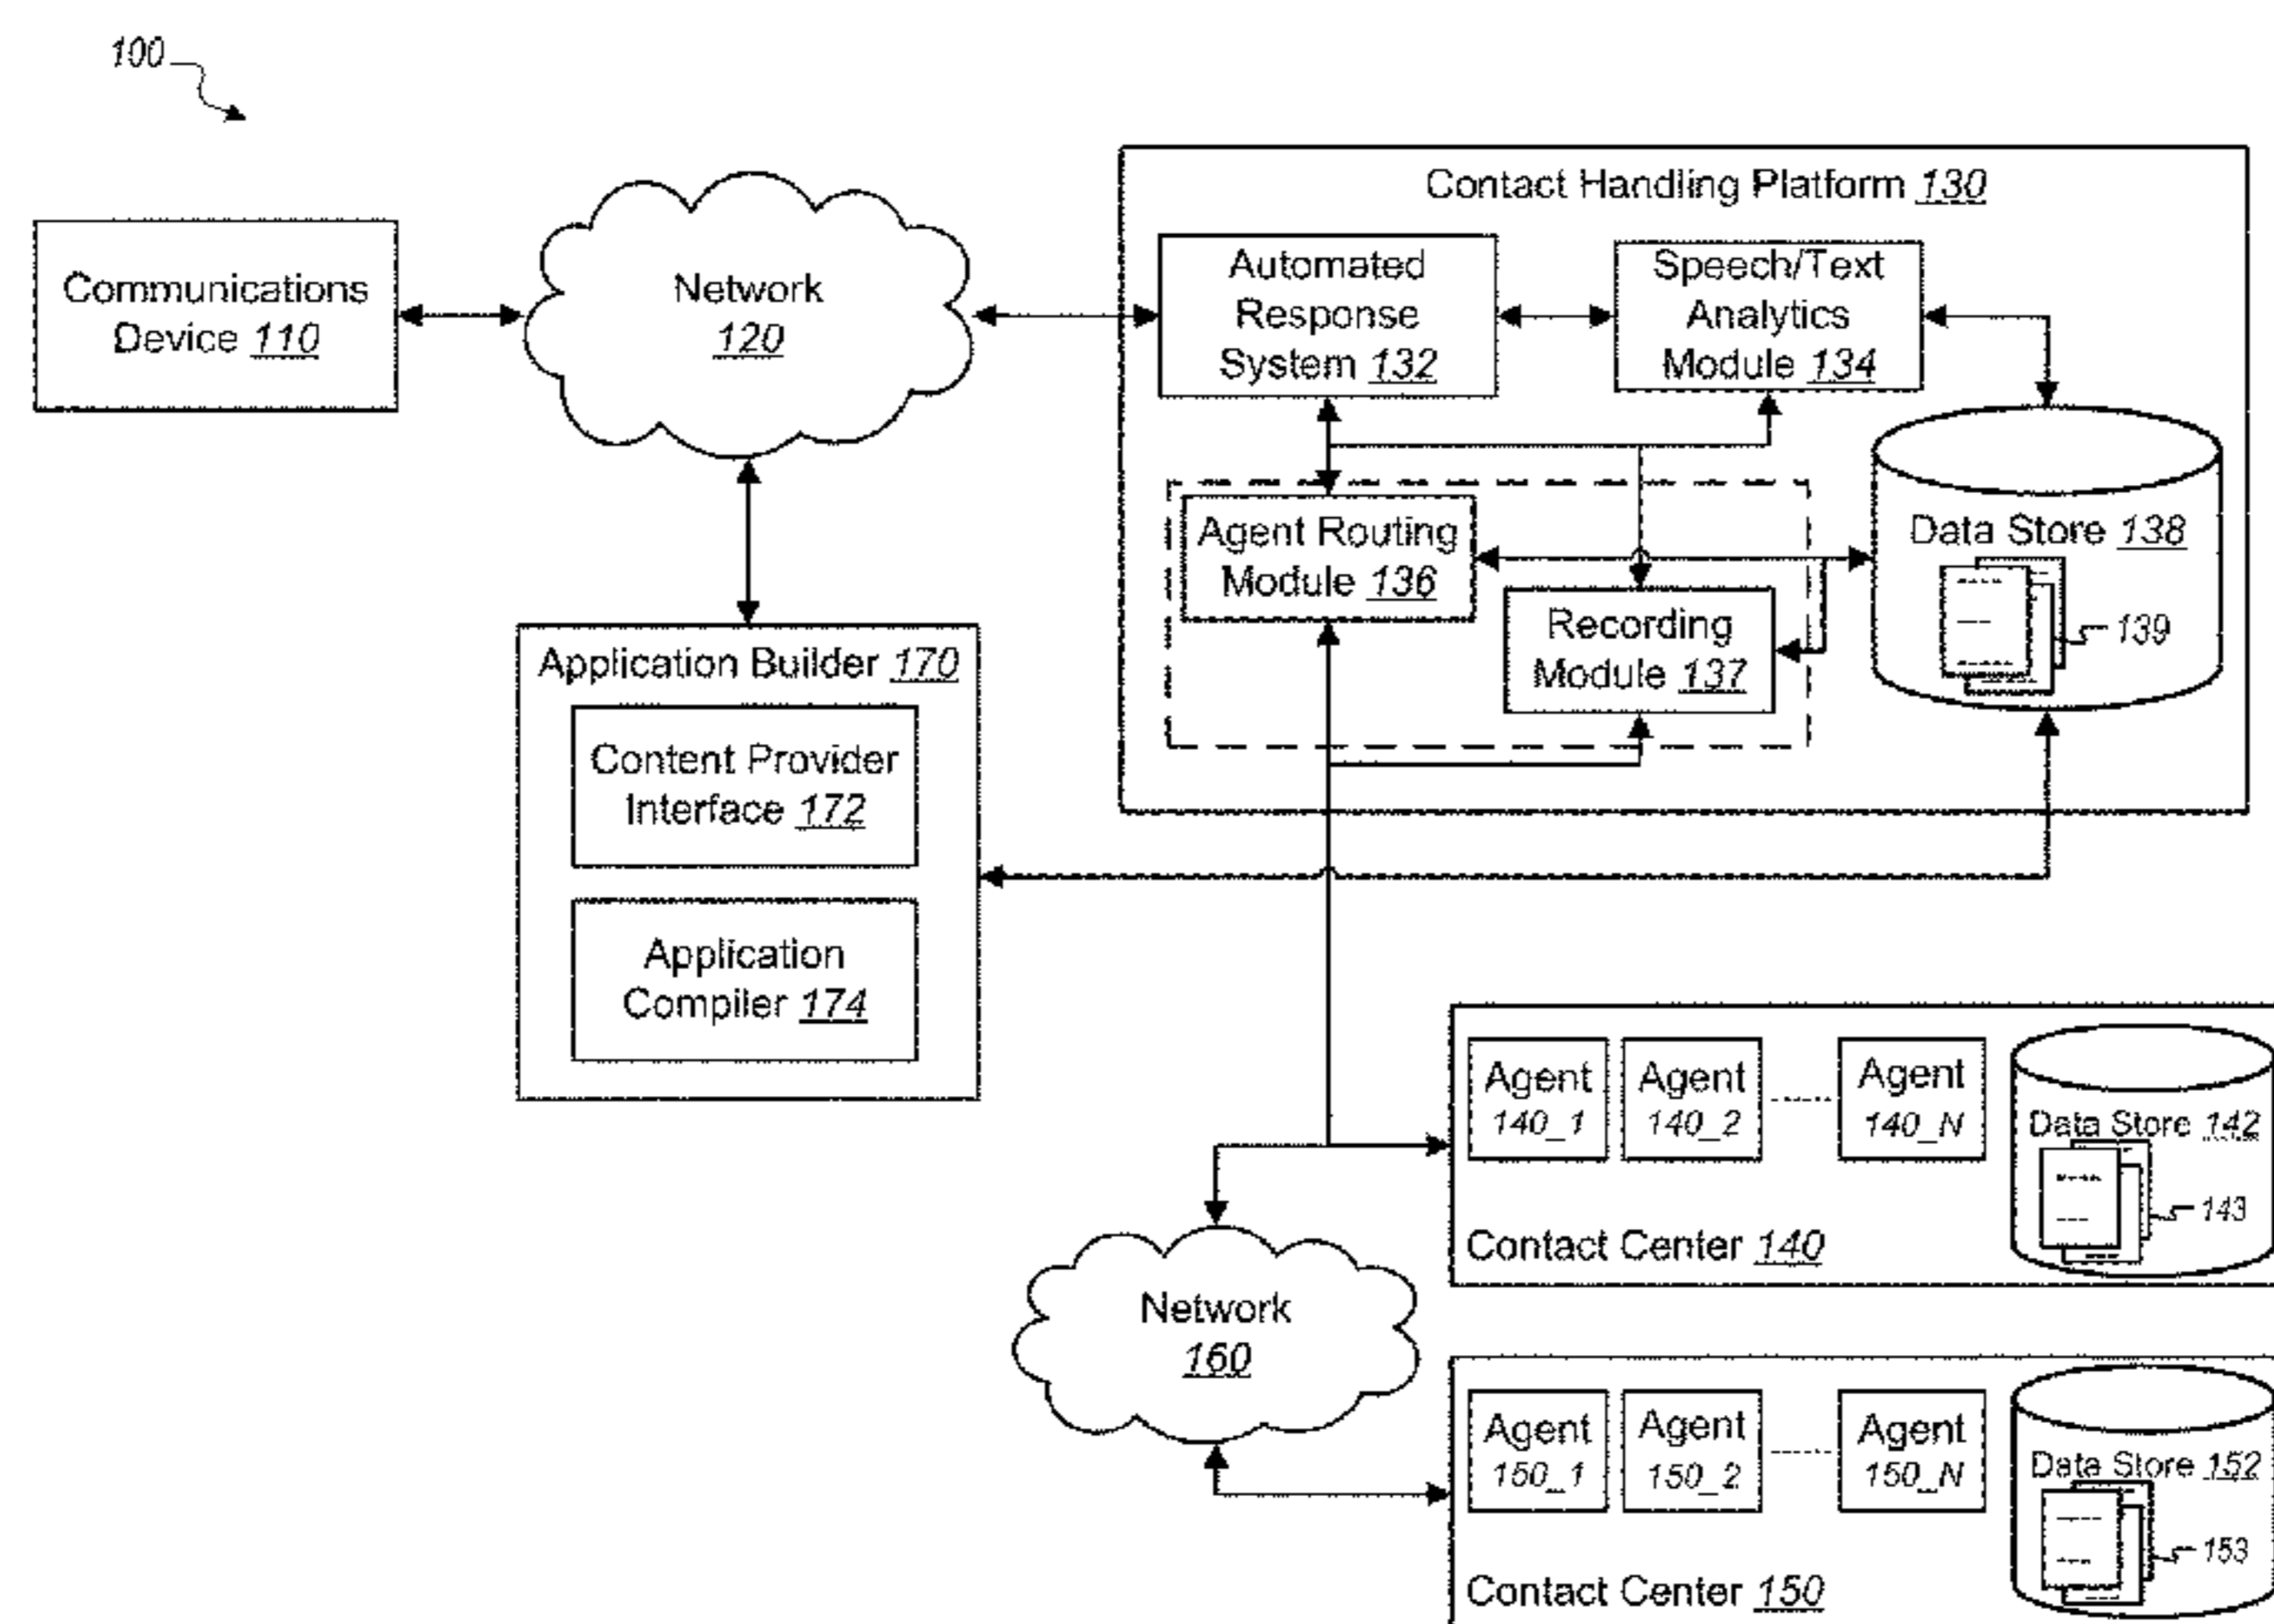 100
Contact Handling Platform 130
Communications
Device 110
Network
120
Automated
Response
System 132
Speech/Text
Analytics
Module 134
Agent Routing
Module 136
Recording
Module 137
Data Store 138
139
Application Builder 170
Content Provider
Interface 172
Application
Compiler 174
Agent
140_1
Agent
140_2
Agent
140_N
Data Store 142
143
Contact Center 140
Network
160
Agent
150_1
Agent
150_2
Agent
150_N
Data Store 152
153
Contact Center 150